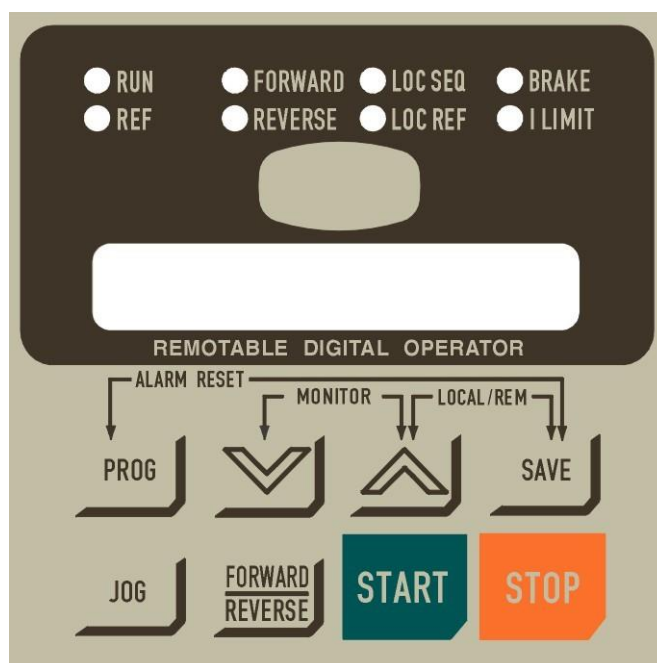 RUN FORWARD LOC SEQ BRAKE
REF REVERSE LOC REF I LIMIT
REMOTABLE DIGITAL OPERATOR
ALARM RESET
MONITOR LOCAL/REM
PROG SAVE
JOG FORWARD START STOP
REVERSE